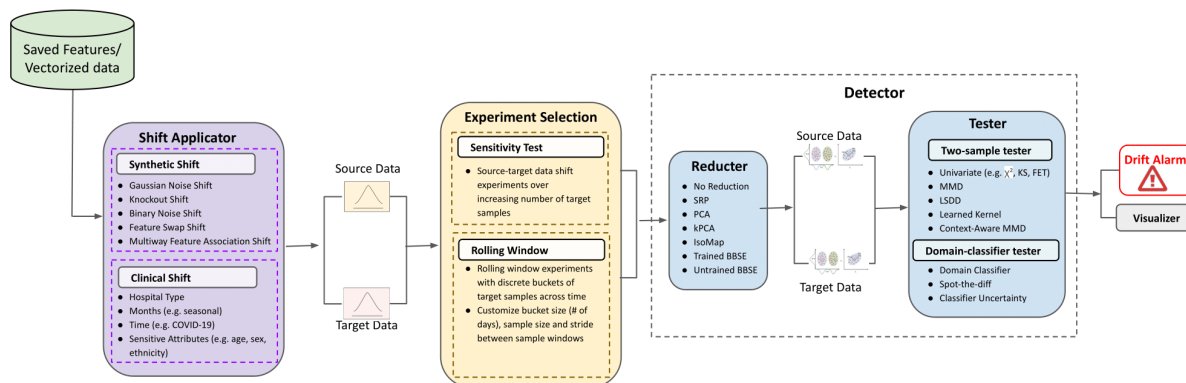 Saved Features/
Vectorized data
Shift Applicator
Synthetic Shift
● Gaussian Noise Shift
● Knockout Shift
● Binary Noise Shift
● Feature Swap Shift
● Multiway Feature Association Shift
Clinical Shift
● Hospital Type
● Months (e.g. seasonal)
● Time (e.g. COVID-19)
● Sensitive Attributes (e.g. age, sex,
ethnicity)
Source Data
Target Data
Experiment Selection
Sensitivity Test
● Source-target data shift
experiments over
increasing number of target
samples
Rolling Window
● Rolling window experiments
with discrete buckets of
target samples across time
● Customize bucket size (# of
days), sample size and stride
between sample windows
Detector
Reducter
● No Reduction
● SRP
● PCA
● kPCA
● IsoMap
● Trained BBSE
● Untrained BBSE
Source Data
Target Data
Tester
Two-sample tester
● Univariate (e.g. χ², KS, FET)
● MMD
● LSDD
● Learned Kernel
● Context-Aware MMD
Domain-classifier tester
● Domain Classifier
● Spot-the-diff
● Classifier Uncertainty
Drift Alarm
Visualizer